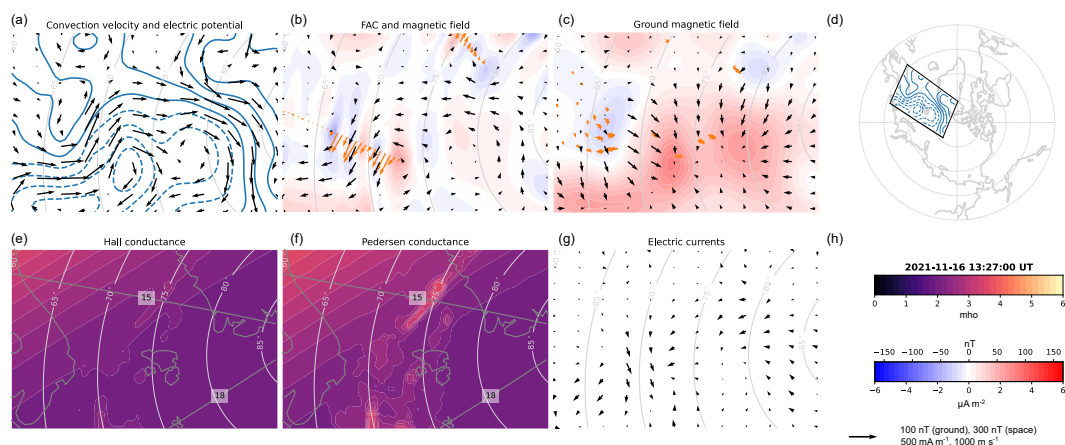 (a)
Convection velocity and electric potential
(b)
FAC and magnetic field
(c)
Ground magnetic field
(d)
65°
65°
65°
(e)
Hall conductance
(f)
Pedersen conductance
(g)
Electric currents
(h)
60
65°
70°
75°
80°
85°
15
18
60
65°
70°
75°
80°
85°
15
18
2021-11-16 13:27:00 UT
0 1 2 3 4 5 6
mho
nT
−150 −100 −50 0 50 100 150
−6 −4 −2 0 2 4 6
μA m⁻²
100 nT (ground), 300 nT (space)
500 mA m⁻¹, 1000 m s⁻¹